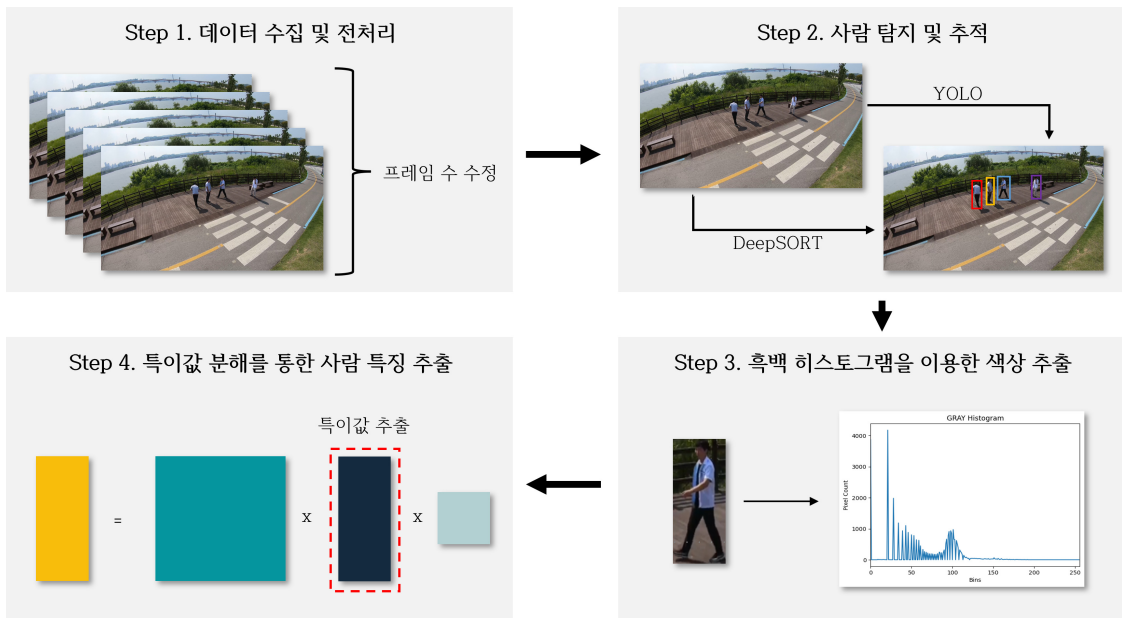 Step 1. 데이터 수집 및 전처리
프레임 수 수정
Step 2. 사람 탐지 및 추적
YOLO
DeepSORT
Step 3. 흑백 히스토그램을 이용한 색상 추출
GRAY Histogram
Pixel Count
4000
3000
2000
1000
0
0 50 100 150 200 250
Bins
Step 4. 특이값 분해를 통한 사람 특징 추출
특이값 추출
= x x